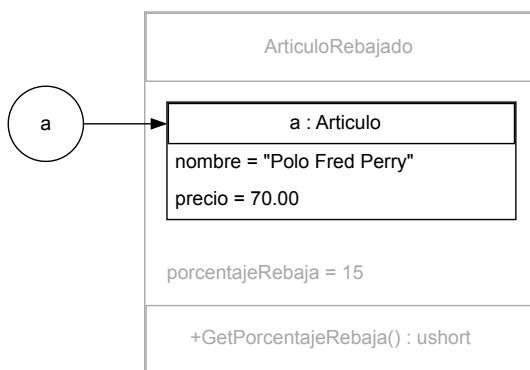 ArticuloRebajado
a
a : Articulo
nombre = "Polo Fred Perry"
precio = 70.00
porcentajeRebaja = 15
+GetPorcentajeRebaja() : ushort